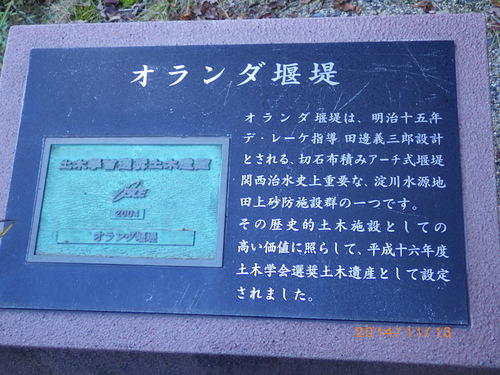 オランダ堰堤
オランダ堰堤は、明治十五年
デ・レーケ指導 田邉義三郎設計
とされる、切石布積みアーチ式堰堤
関西治水史上重要な、淀川水源地
田上砂防施設群の一つです。
その歴史的土木施設としての
高い価値に照らして、平成十六年度
土木学会選奨土木遺産として設定
されました。
土木學會選奨土木遺産
JSCE
2004
オランダ堰堤
2014/11/13